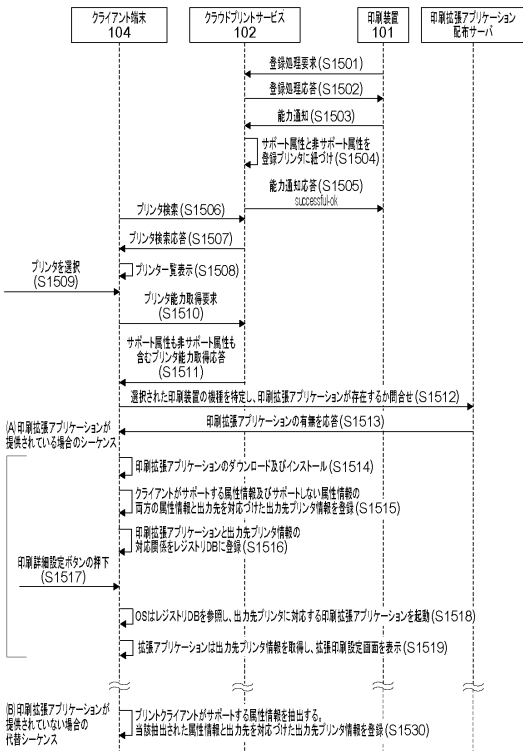 クライアント端末
104
クラウドプリントサービス
102
印刷装置
101
印刷拡張アプリケーション
配布サーバ
登録処理要求(S1501)
登録処理応答(S1502)
能力通知(S1503)
サポート属性と非サポート属性を
登録プリンタに紐づけ(S1504)
能力通知応答(S1505)
successful-ok
プリンタ検索(S1506)
プリンタ検索応答(S1507)
プリンタ一覧表示(S1508)
プリンタを選択
(S1509)
プリンタ能力取得要求
(S1510)
サポート属性も非サポート属性も
含むプリンタ能力取得応答
(S1511)
選択された印刷装置の機種を特定し、印刷拡張アプリケーションが存在するか問合せ(S1512)
印刷拡張アプリケーションの有無を応答(S1513)
(A)印刷拡張アプリケーションが
提供されている場合のシーケンス
印刷拡張アプリケーションのダウンロード及びインストール(S1514)
クライアントがサポートする属性情報及びサポートしない属性情報の
両方の属性情報と出力先を対応づけた出力先プリンタ情報を登録(S1515)
印刷拡張アプリケーションと出力先プリンタ情報の
対応関係をレジストリDBに登録(S1516)
印刷詳細設定ボタンの押下
(S1517)
OSはレジストリDBを参照し、出力先プリンタに対応する印刷拡張アプリケーションを起動(S1518)
拡張アプリケーションは出力先プリンタ情報を取得し、拡張印刷設定画面を表示(S1519)
(B)印刷拡張アプリケーションが
提供されていない場合の
代替シーケンス
プリントクライアントがサポートする属性情報を抽出する。
当該抽出された属性情報と出力先を対応づけた出力先プリンタ情報を登録(S1530)